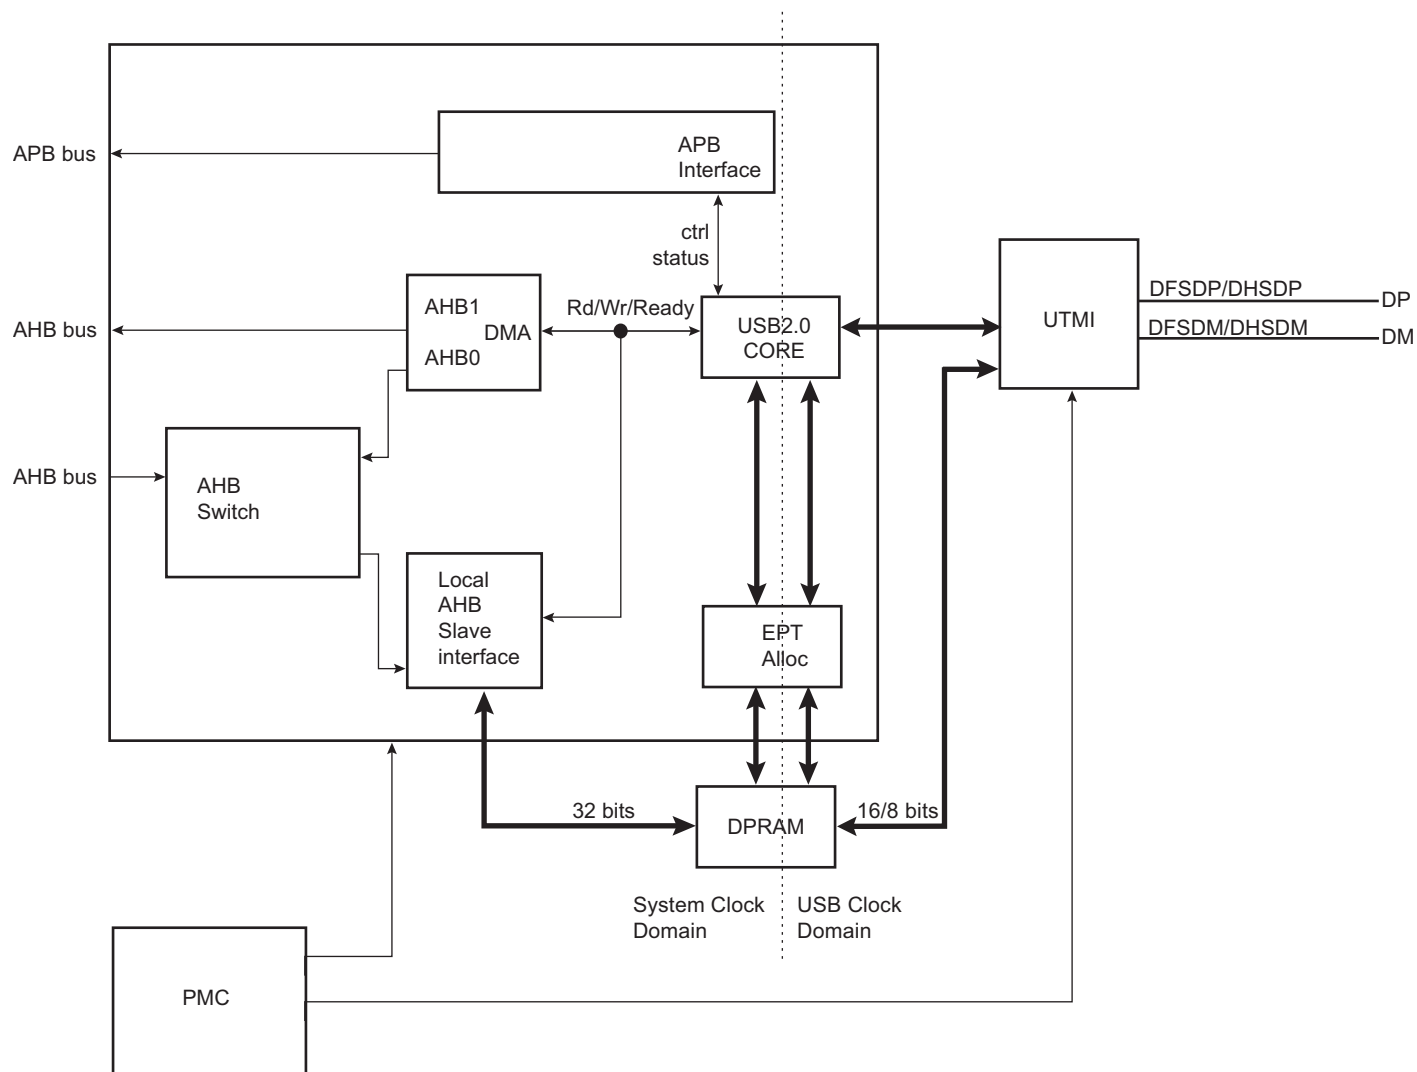 APB bus
APB
Interface
ctrl
status
AHB bus
AHB1
DMA
AHB0
Rd/Wr/Ready
USB2.0
CORE
UTMI
DFSDP/DHSDP
DP
DFSDM/DHSDM
DM
AHB bus
AHB
Switch
Local
AHB
Slave
interface
EPT
Alloc
32 bits
DPRAM
16/8 bits
System Clock
Domain
USB Clock
Domain
PMC